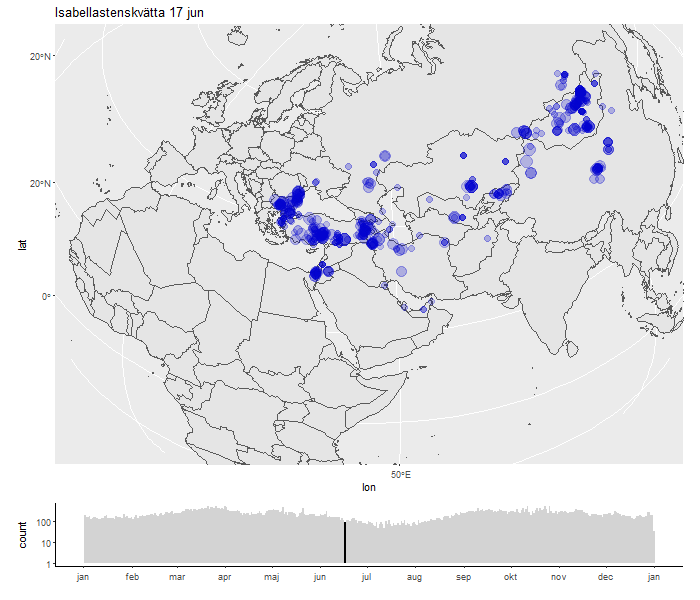 Isabellastenskvätta 17 jun
20°N
20°N
0°
lat
50°E
lon
count
100
10
1
jan feb mar apr maj jun jul aug sep okt nov dec jan